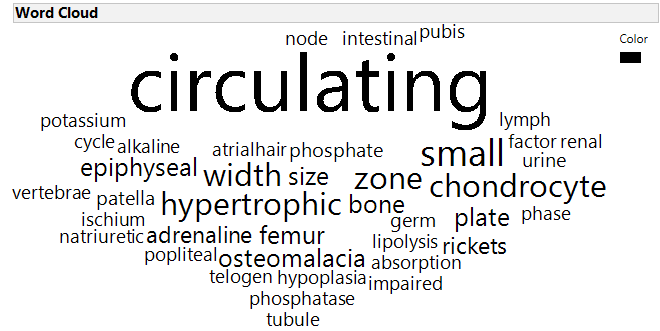 Word Cloud
Color
node intestinal pubis
circulating
potassium lymph
cycle alkaline atrial hair phosphate small factor renal
epiphyseal width size zone urine
vertebrae patella hypertrophic bone chondrocyte
ischium germ plate phase
natriuretic adrenaline femur lipolysis rickets
popliteal osteomalacia absorption
telogen hypoplasia impaired
phosphatase
tubule